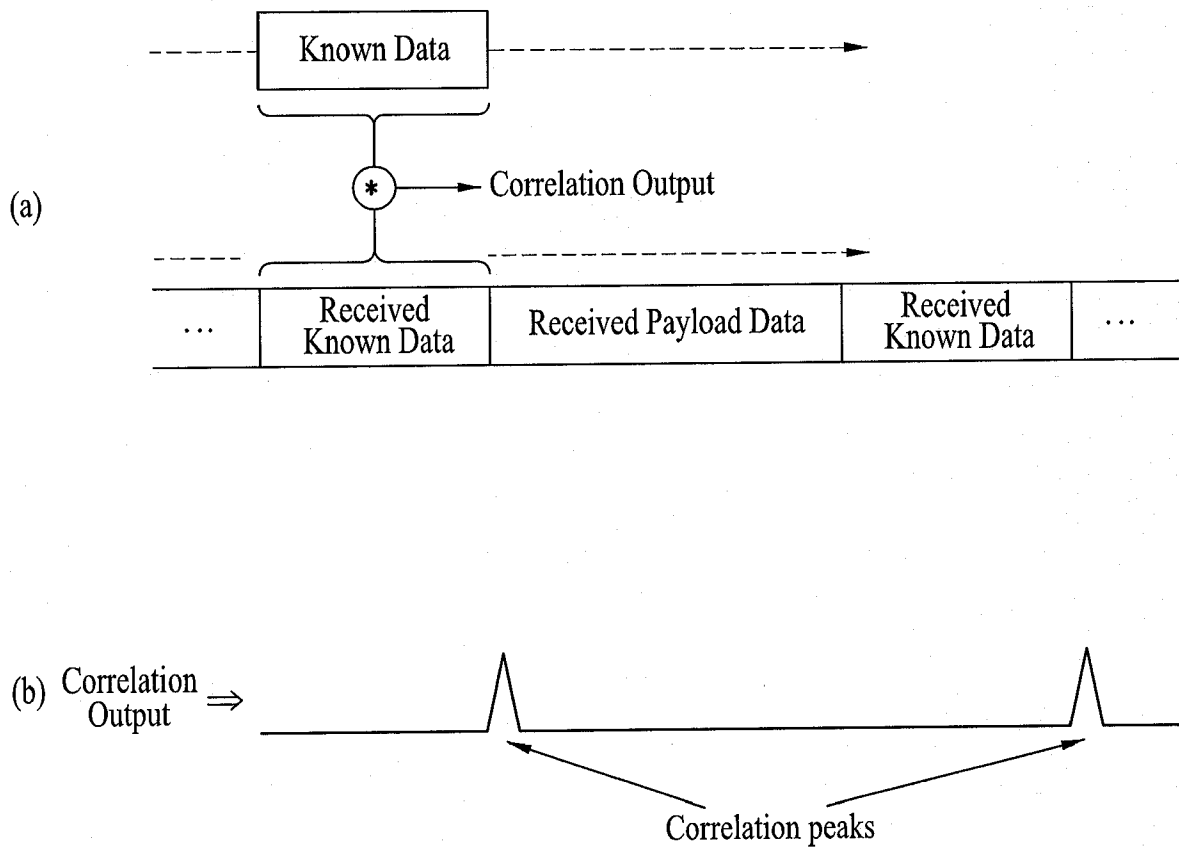 Known Data
(a)
* Correlation Output
... Received
Known Data
Received Payload Data
Received
Known Data
...
(b) Correlation
Output ⇒
Correlation peaks